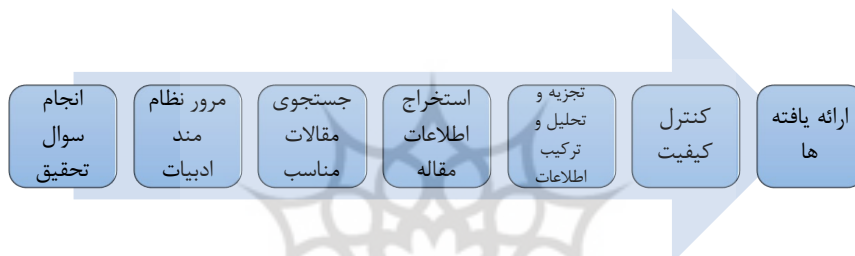 انجام
سوال
تحقیق
مرور نظام
مند
ادبیات
جستجوی
مقالات
مناسب
استخراج
اطلاعات
مقاله
تجزیه و
تحلیل و
ترکیب
اطلاعات
کنترل
کیفیت
ارائه یافته
ها